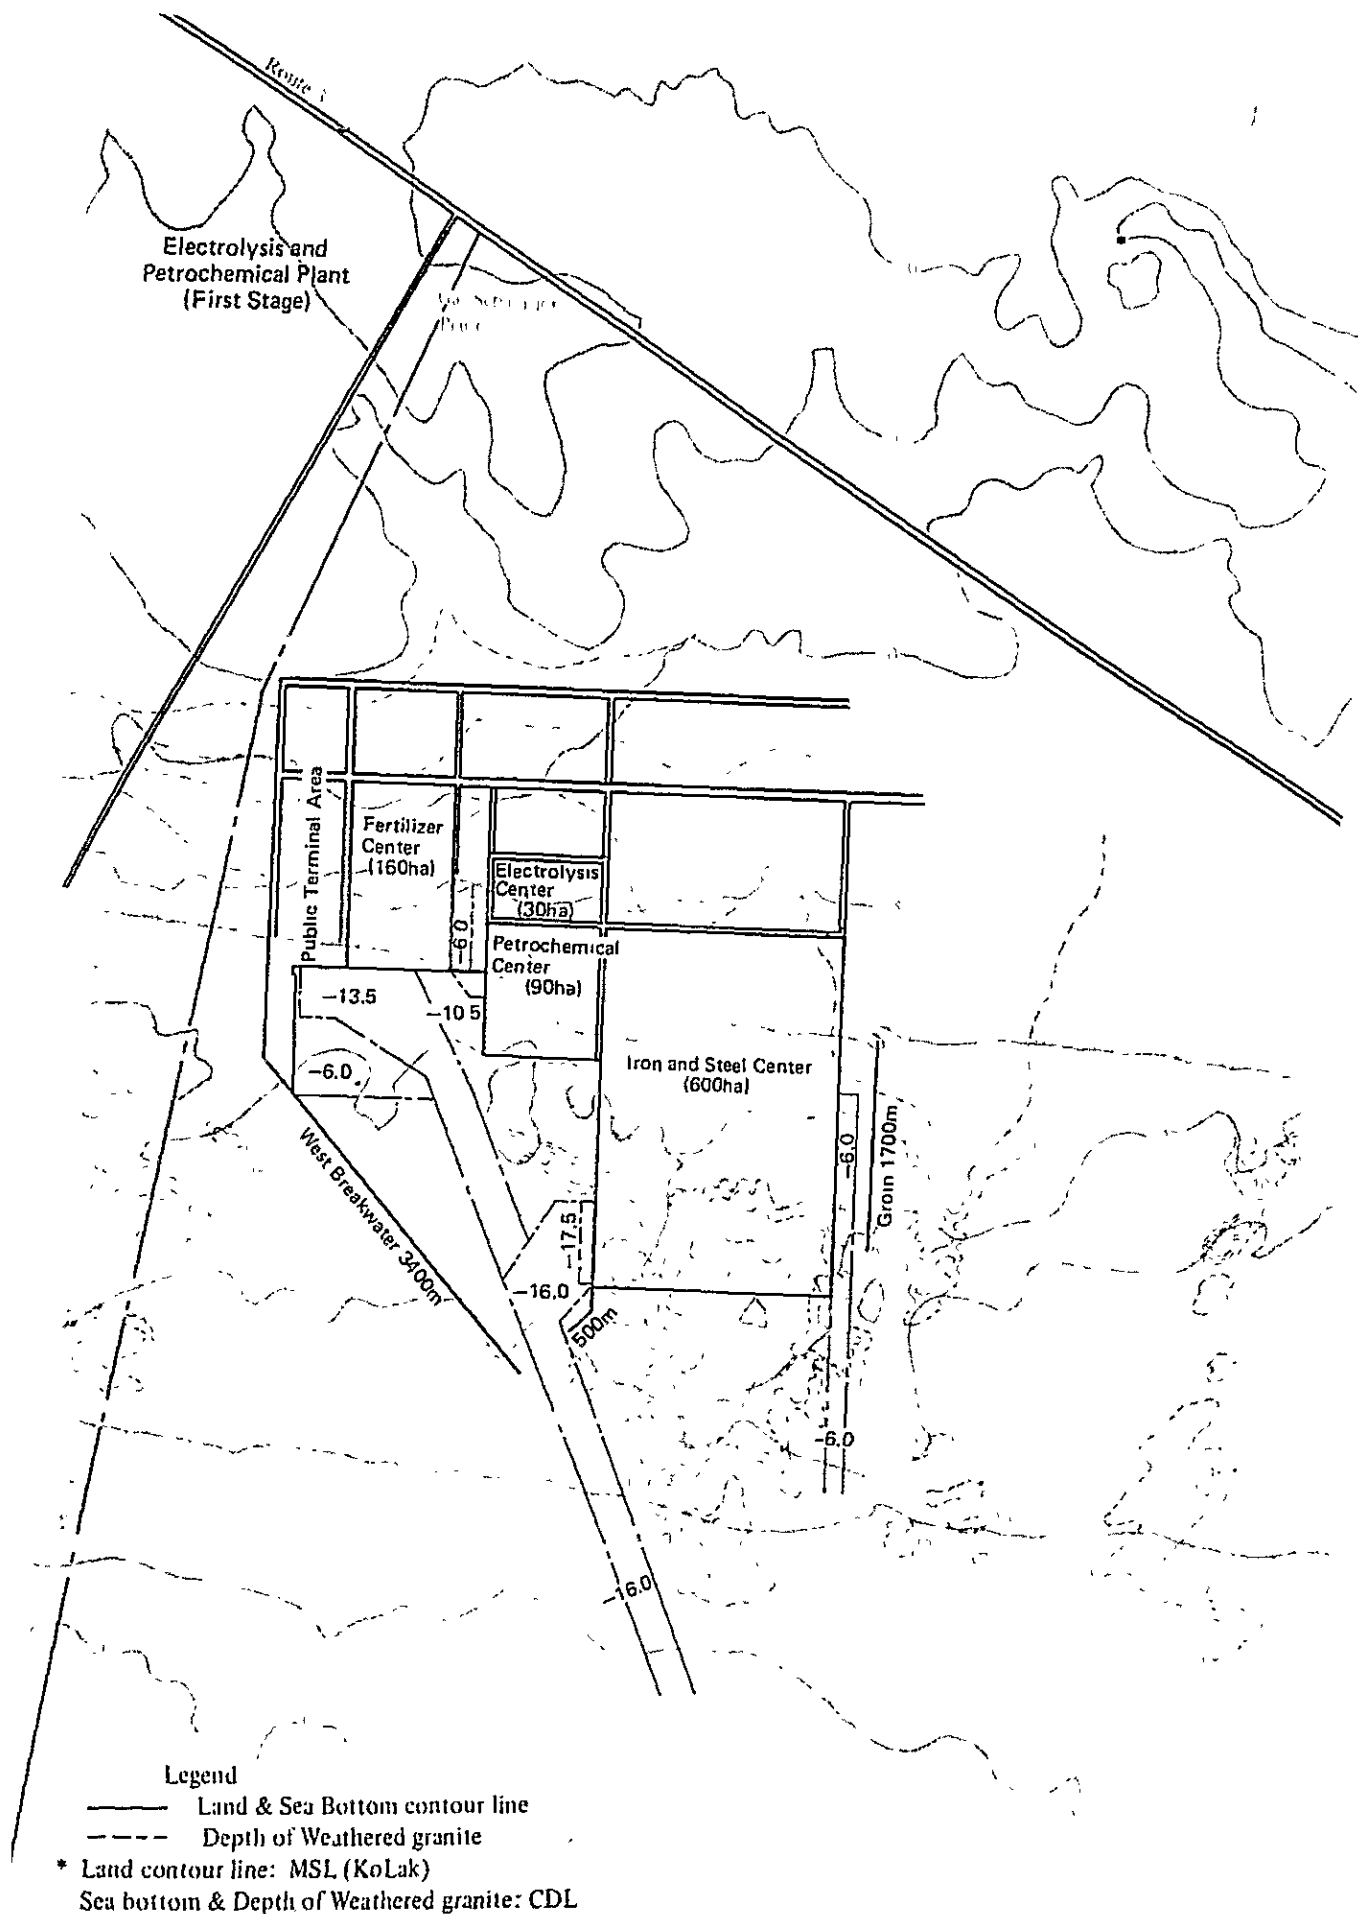 Route 3
Electrolysis and
Petrochemical Plant
(First Stage)
Public Terminal Area
Fertilizer
Center
(160ha)
Electrolysis
Center
(30ha)
-6.0
Petrochemical
Center
(90ha)
-13.5
-10.5
-6.0
Iron and Steel Center
(600ha)
-6.0
Groin 1700m
West Breakwater 3400m
-17.5
-16.0
500m
-6.0
-16.0
Legend
Land & Sea Bottom contour line
Depth of Weathered granite
* Land contour line: MSL (KoLak)
Sea bottom & Depth of Weathered granite: CDL